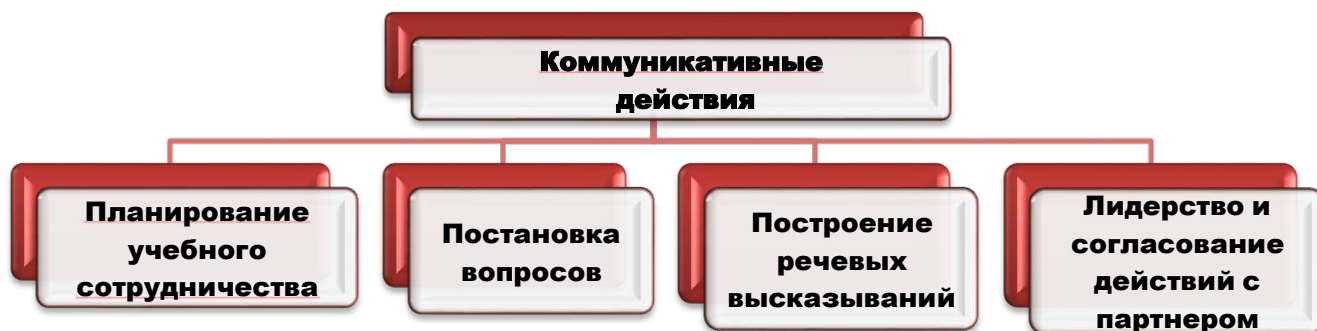 Коммуникативные
действия
Планирование
учебного
сотрудничества
Постановка
вопросов
Построение
речевых
высказываний
Лидерство и
согласование
действий с
партнером